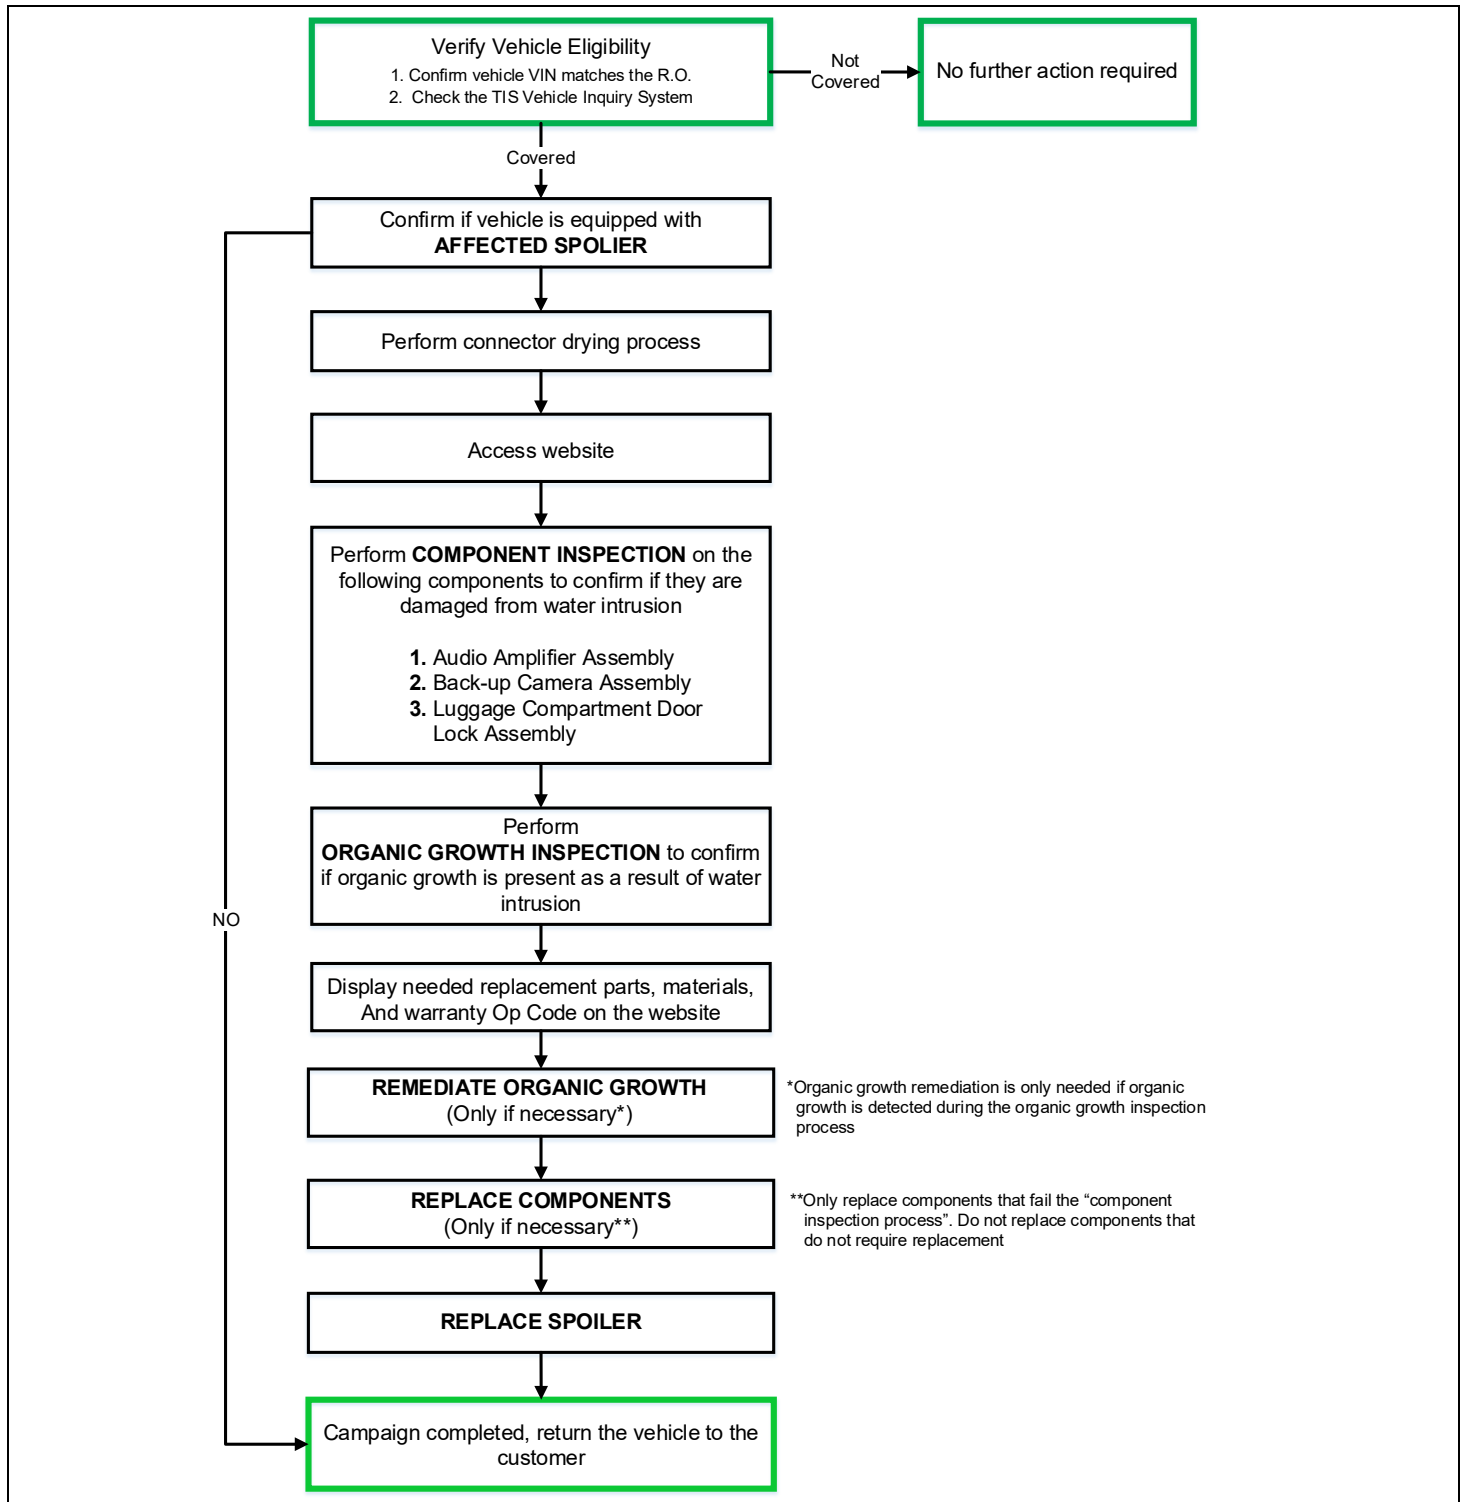 Verify Vehicle Eligibility
1. Confirm vehicle VIN matches the R.O.
2. Check the TIS Vehicle Inquiry System
Not
Covered
No further action required
Covered
Confirm if vehicle is equipped with
AFFECTED SPOLIER
Perform connector drying process
Access website
Perform COMPONENT INSPECTION on the
following components to confirm if they are
damaged from water intrusion
1. Audio Amplifier Assembly
2. Back-up Camera Assembly
3. Luggage Compartment Door
Lock Assembly
Perform
ORGANIC GROWTH INSPECTION to confirm
if organic growth is present as a result of water
intrusion
NO
Display needed replacement parts, materials,
And warranty Op Code on the website
REMEDIATE ORGANIC GROWTH
(Only if necessary*)
*Organic growth remediation is only needed if organic
growth is detected during the organic growth inspection
process
REPLACE COMPONENTS
(Only if necessary**)
**Only replace components that fail the “component
inspection process”. Do not replace components that
do not require replacement
REPLACE SPOILER
Campaign completed, return the vehicle to the
customer